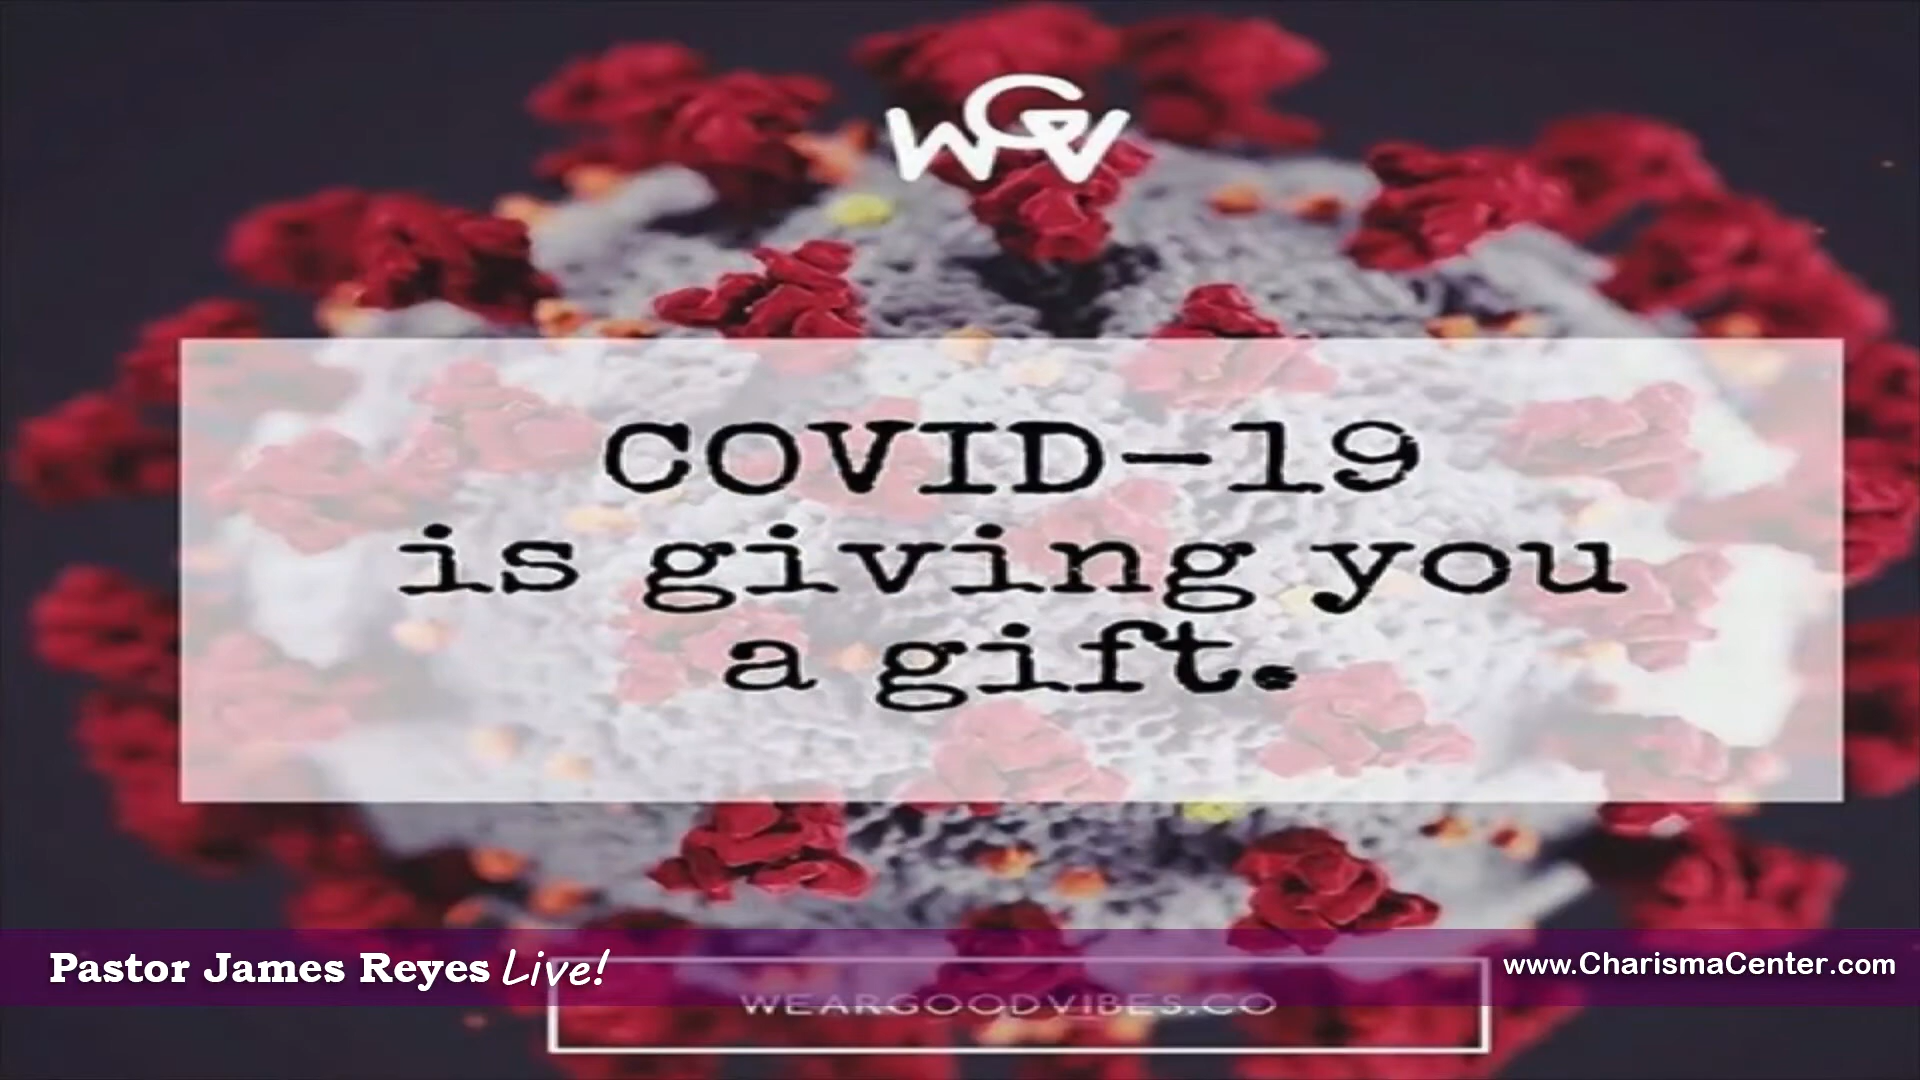 WGV
COVID-19
is giving you
a gift.
Pastor James Reyes Live!
www.CharismaCenter.com
WEARGOODVIBES.CO